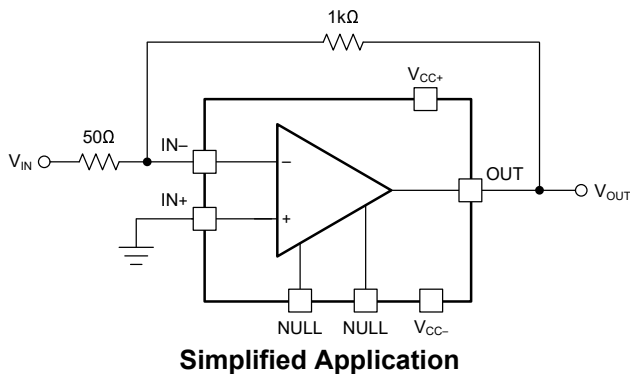 1kΩ
VCC+
50Ω
IN–
VIN
−
OUT
IN+
VOUT
+
NULL
NULL
VCC–
Simplified Application